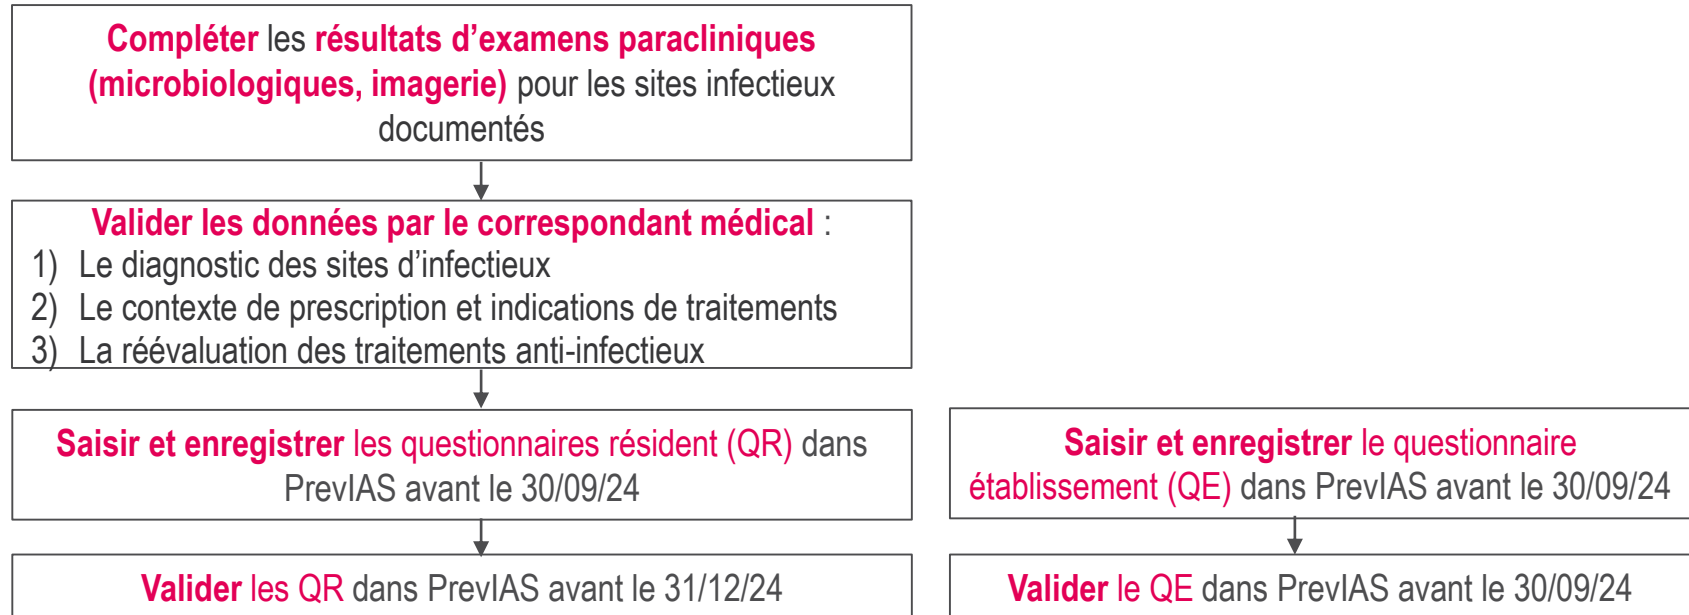 Compléter les résultats d’examens paracliniques
(microbiologiques, imagerie) pour les sites infectieux
documentés
Valider les données par le correspondant médical :
1) Le diagnostic des sites d’infectieux
2) Le contexte de prescription et indications de traitements
3) La réévaluation des traitements anti-infectieux
Saisir et enregistrer les questionnaires résident (QR) dans
PrevIAS avant le 30/09/24
Valider les QR dans PrevIAS avant le 31/12/24
Saisir et enregistrer le questionnaire
établissement (QE) dans PrevIAS avant le 30/09/24
Valider le QE dans PrevIAS avant le 30/09/24